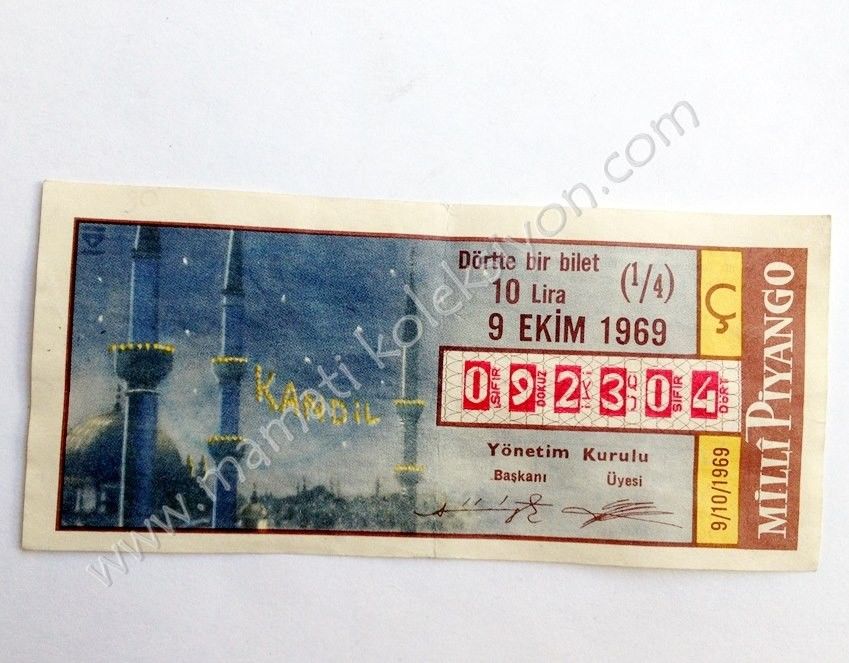 KANDİL
Dörtte bir bilet
10 Lira
(1/4)
9 EKİM 1969
0 9 2 3 0 4
SIFIR DOKUZ İKİ ÜÇ SIFIR DÖRT
Yönetim Kurulu
Başkanı Üyesi
Ç
9/10/1969
MİLLÎ PİYANGO
www.mamuti koleksiyon.com